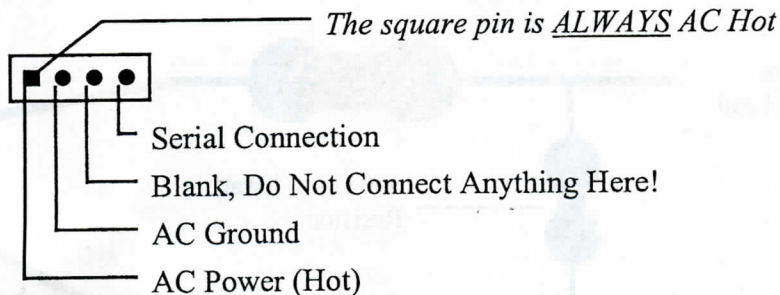 The square pin is ALWAYS AC Hot
Serial Connection
Blank, Do Not Connect Anything Here!
AC Ground
AC Power (Hot)